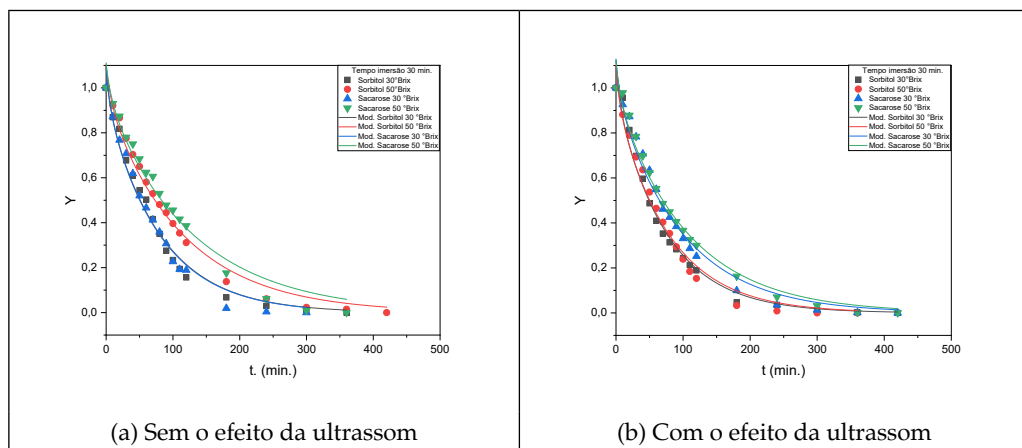 Tempo imersão 30 min.
Sorbitol 30°Brix
Sorbitol 50°Brix
Sacarose 30 °Brix
Sacarose 50 °Brix
Mod. Sorbitol 30 °Brix
Mod. Sorbitol 50 °Brix
Mod. Sacarose 30 °Brix
Mod. Sacarose 50 °Brix
1,0
0,8
0,6
0,4
0,2
0,0
Y
0 100 200 300 400 500
t. (min.)
(a) Sem o efeito da ultrassom
Tempo imersão 30 min.
Sorbitol 30°Brix
Sorbitol 50°Brix
Sacarose 30 °Brix
Sacarose 50 °Brix
Mod. Sorbitol 30 °Brix
Mod. Sorbitol 50 °Brix
Mod. Sacarose 30 °Brix
Mod. Sacarose 50 °Brix
1,0
0,8
0,6
0,4
0,2
0,0
Y
0 100 200 300 400 500
t (min.)
(b) Com o efeito da ultrassom